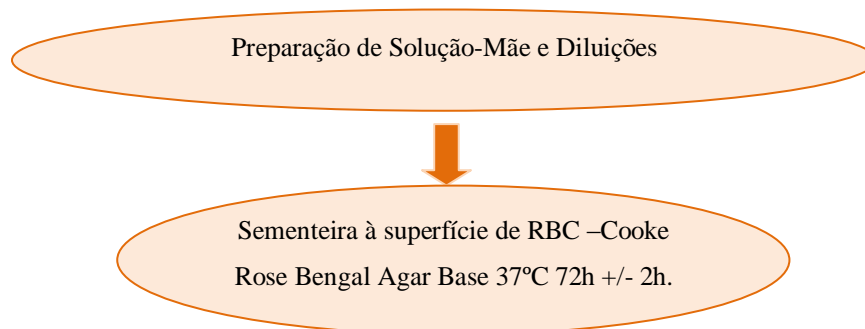 Preparação de Solução-Mãe e Diluições
Sementeira à superfície de RBC –Cooke
Rose Bengal Agar Base 37ºC 72h +/- 2h.